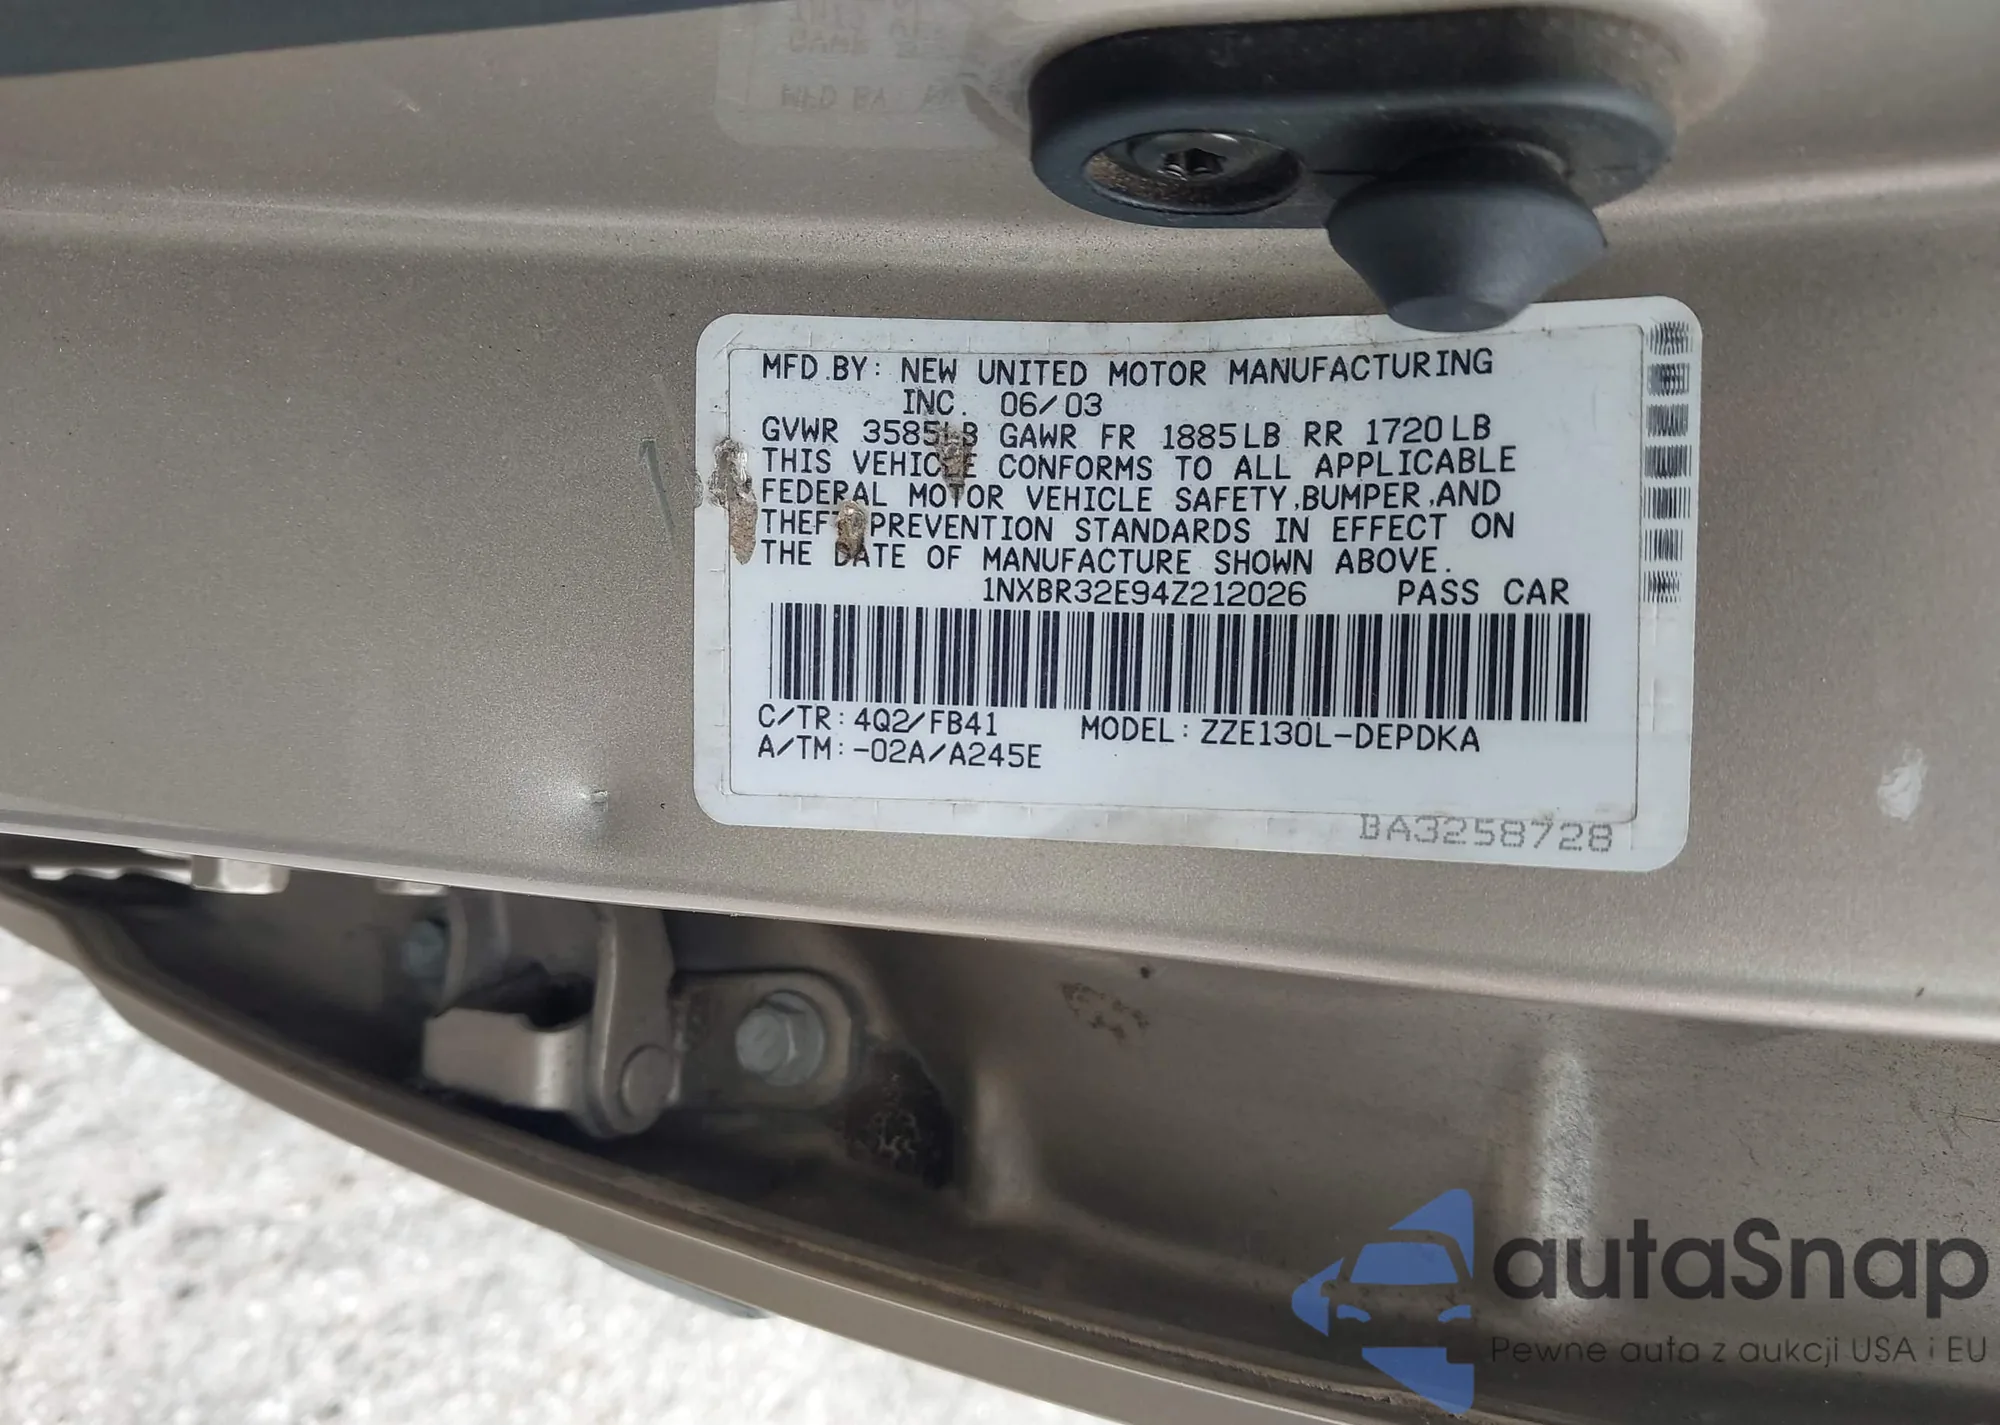 MFD.BY: NEW UNITED MOTOR MANUFACTURING
INC. 06/03
GVWR 3585LB GAWR FR 1885LB RR 1720LB
THIS VEHICLE CONFORMS TO ALL APPLICABLE
FEDERAL MOTOR VEHICLE SAFETY,BUMPER,AND
THEFT PREVENTION STANDARDS IN EFFECT ON
THE DATE OF MANUFACTURE SHOWN ABOVE.
1NXBR32E94Z212026 PASS CAR
C/TR: 4Q2/FB41 MODEL: ZZE130L-DEPDKA
A/TM: -02A/A245E
BA3258728
autaSnap
Pewne auta z aukcji USA i EU